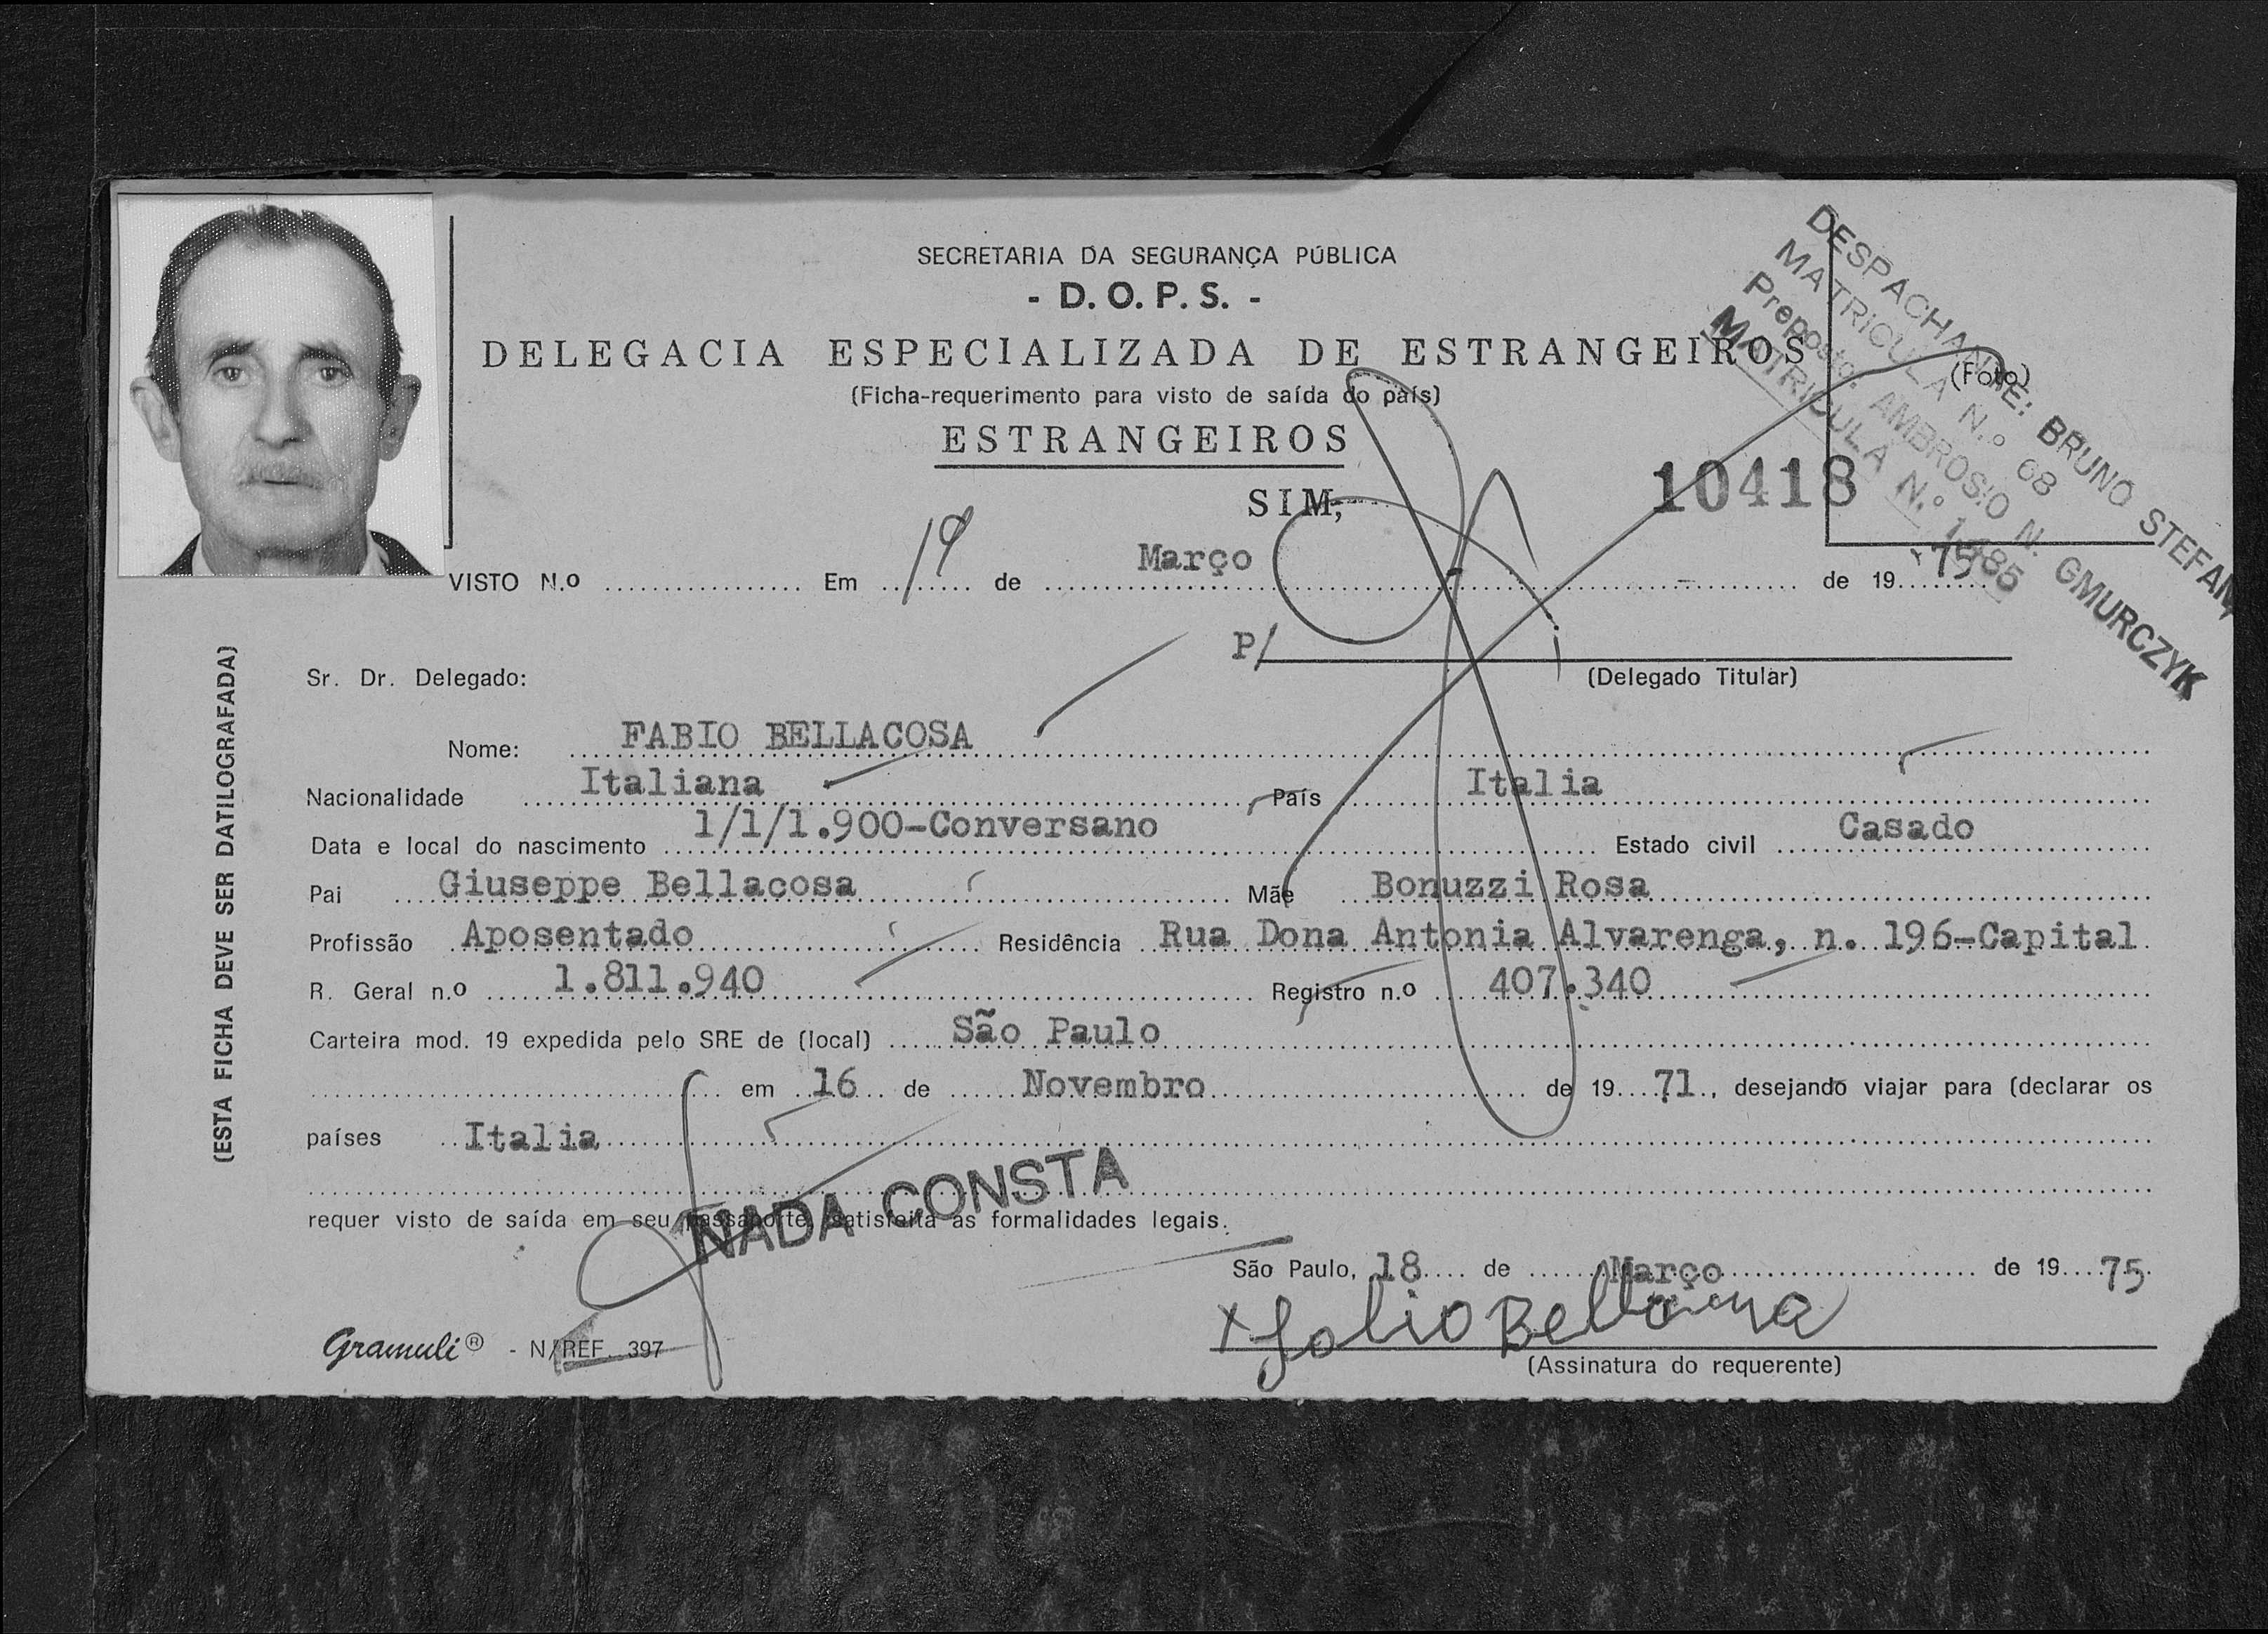 SECRETARIA DA SEGURANÇA PÚBLICA
- D. O. P. S. -
DELEGACIA ESPECIALIZADA DE ESTRANGEIROS
(Ficha-requerimento para visto de saída do país)
ESTRANGEIROS
(Foto)
DESPACHANTE: BRUNO STEFAN
MATRICULA N.º 68
Preposto: AMBROSIO N. GMURCZYK
MATRICULA N.º 1485
SIM,
10418
VISTO N.º ........ Em 19 de Março de 19 75
P/
(Delegado Titular)
Sr. Dr. Delegado:
Nome: FABIO BELLACOSA
Nacionalidade Italiana País Italia
Data e local do nascimento 1/1/1.900-Conversano Estado civil Casado
Pai Giuseppe Bellacosa Mãe Bonuzzi Rosa
Profissão Aposentado Residência Rua Dona Antonia Alvarenga, n. 196-Capital
R. Geral n.º 1.811.940 Registro n.º 407.340
Carteira mod. 19 expedida pelo SRE de (local) São Paulo
em 16 de Novembro de 19 71, desejando viajar para (declarar os
países Italia
requer visto de saída em seu passaporte, satisfeita as formalidades legais.
NADA CONSTA
São Paulo, 18 de Março de 19 75
x Fabio Bellacosa
(Assinatura do requerente)
Gramuli ® - N/REF. 397
(ESTA FICHA DEVE SER DATILOGRAFADA)